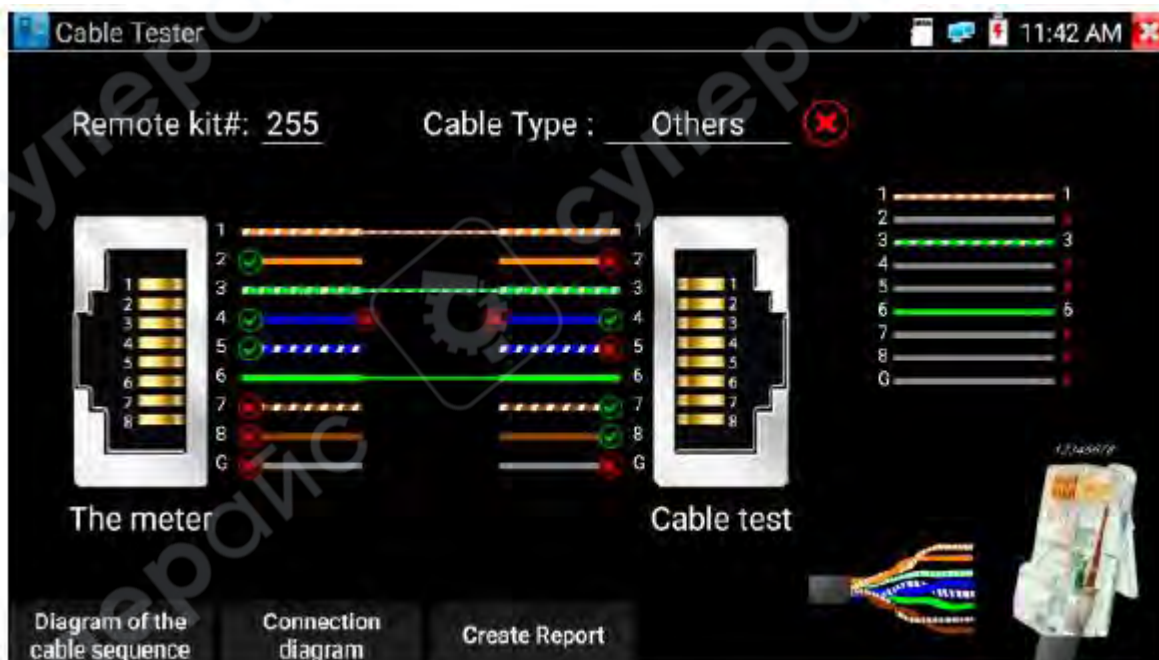 Cable Tester
11:42 AM
Remote kit#: 255 Cable Type : Others
1 1
2
3 3
4
5
6 6
7
8
G
1 1
2 2
3 3
4 4
5 5
6 6
7 7
8 8
G G
1 1
2 2
3 3
4 4
5 5
6 6
7 7
8 8
12345678
The meter
Cable test
Diagram of the
cable sequence
Connection
diagram
Create Report
суперайс